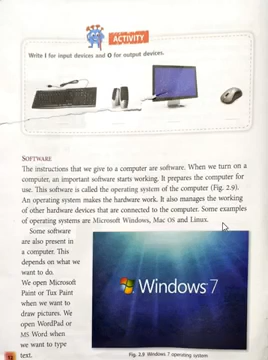 ACTIVITY
Write I for input devices and O for output devices.
SOFTWARE
The instructions that we give to a computer are software. When we turn on a
computer, an important software starts working. It prepares the computer for
use. This software is called the operating system of the computer (Fig. 2.9).
An operating system makes the hardware work. It also manages the working
of other hardware devices that are connected to the computer. Some examples
of operating systems are Microsoft Windows, Mac OS and Linux.
Some software
are also present in
a computer. This
depends on what we
want to do.
We open Microsoft
Paint or Tux Paint
when we want to
draw pictures. We
open WordPad or
MS Word when
we want to type
text.
Windows 7
Fig. 2.9 Windows 7 operating system